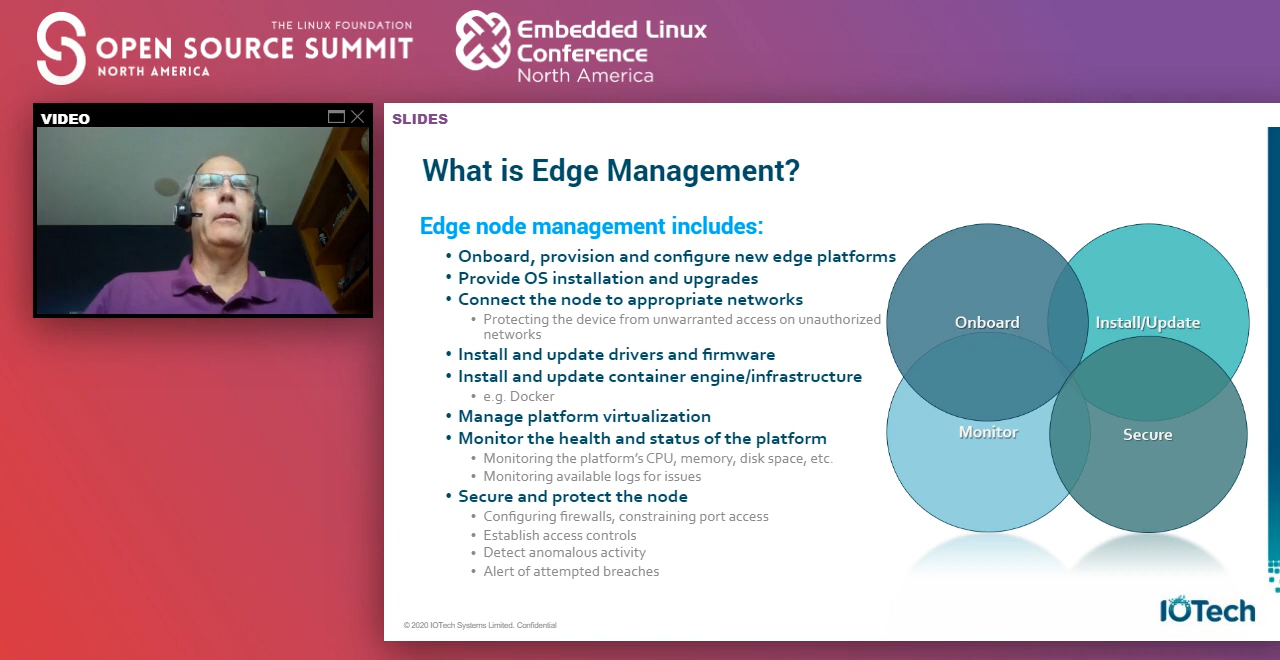 THE LINUX FOUNDATION
OPEN SOURCE SUMMIT
NORTH AMERICA
Embedded Linux
Conference
North America
VIDEO
SLIDES
What is Edge Management?
Edge node management includes:
• Onboard, provision and configure new edge platforms
• Provide OS installation and upgrades
• Connect the node to appropriate networks
• Protecting the device from unwarranted access on unauthorized
networks
• Install and update drivers and firmware
• Install and update container engine/infrastructure
• e.g. Docker
• Manage platform virtualization
• Monitor the health and status of the platform
• Monitoring the platform's CPU, memory, disk space, etc.
• Monitoring available logs for issues
• Secure and protect the node
• Configuring firewalls, constraining port access
• Establish access controls
• Detect anomalous activity
• Alert of attempted breaches
Onboard
Install/Update
Monitor
Secure
© 2020 IOTech Systems Limited. Confidential
IOTech